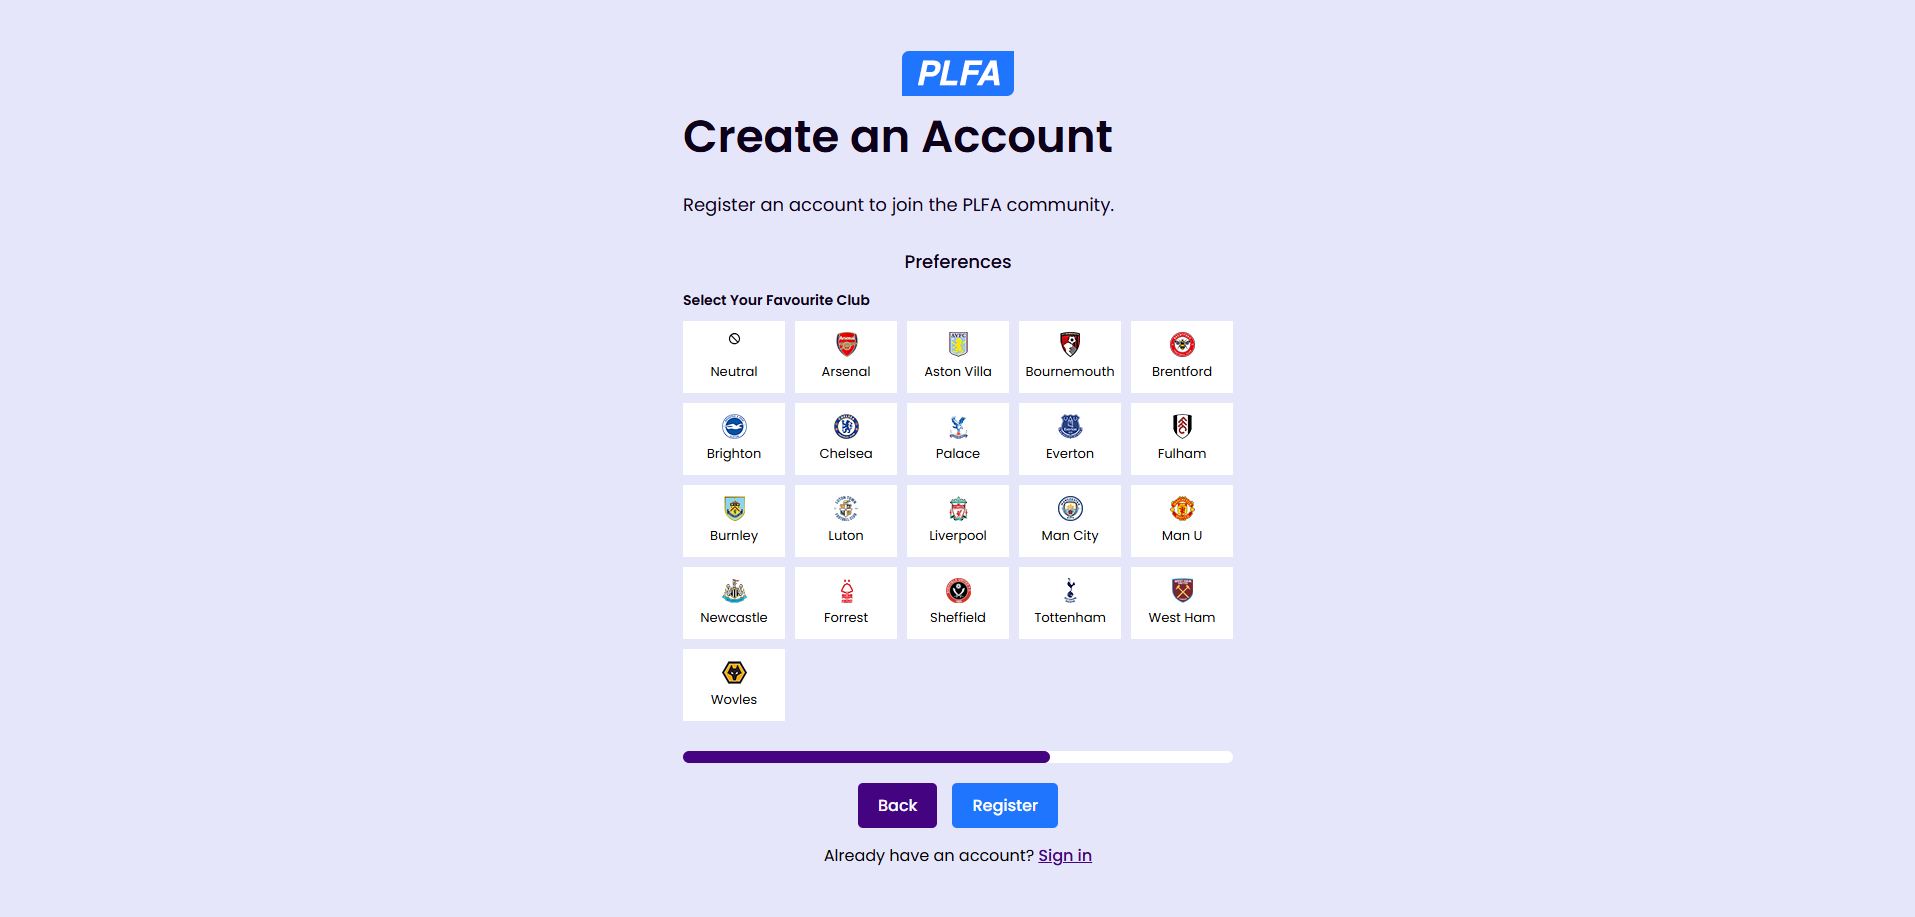 PLFA
Create an Account
Register an account to join the PLFA community.
Preferences
Select Your Favourite Club
Neutral
Arsenal
Aston Villa
Bournemouth
Brentford
Brighton
Chelsea
Palace
Everton
Fulham
Burnley
Luton
Liverpool
Man City
Man U
Newcastle
Forrest
Sheffield
Tottenham
West Ham
Wovles
Back
Register
Already have an account? Sign in